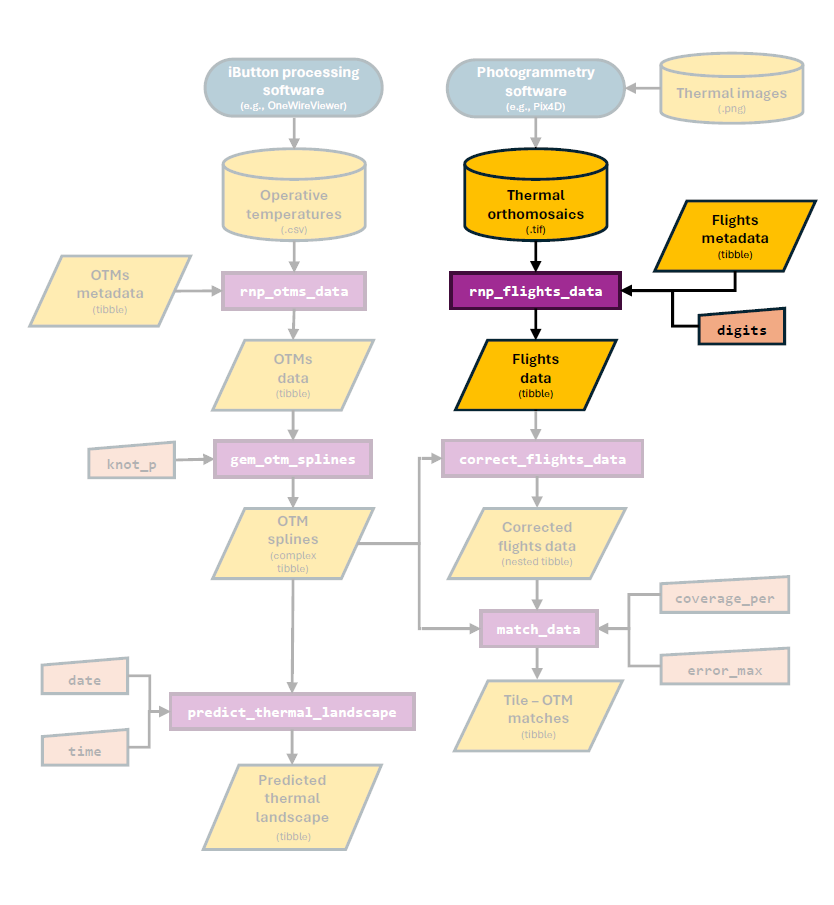 iButton processing
software
(e.g., OneWireViewer)
Photogrammetry
software
(e.g., Pix4D)
Thermal images
(.png)
Operative
temperatures
(.csv)
Thermal
orthomosaics
(.tif)
Flights
metadata
(tibble)
OTMs
metadata
(tibble)
rnp_otms_data
rnp_flights_data
digits
OTMs
data
(tibble)
Flights
data
(tibble)
knot_p
gem_otm_splines
correct_flights_data
OTM
splines
(complex
tibble)
Corrected
flights data
(nested tibble)
coverage_per
match_data
error_max
date
time
predict_thermal_landscape
Tile – OTM
matches
(tibble)
Predicted
thermal
landscape
(tibble)